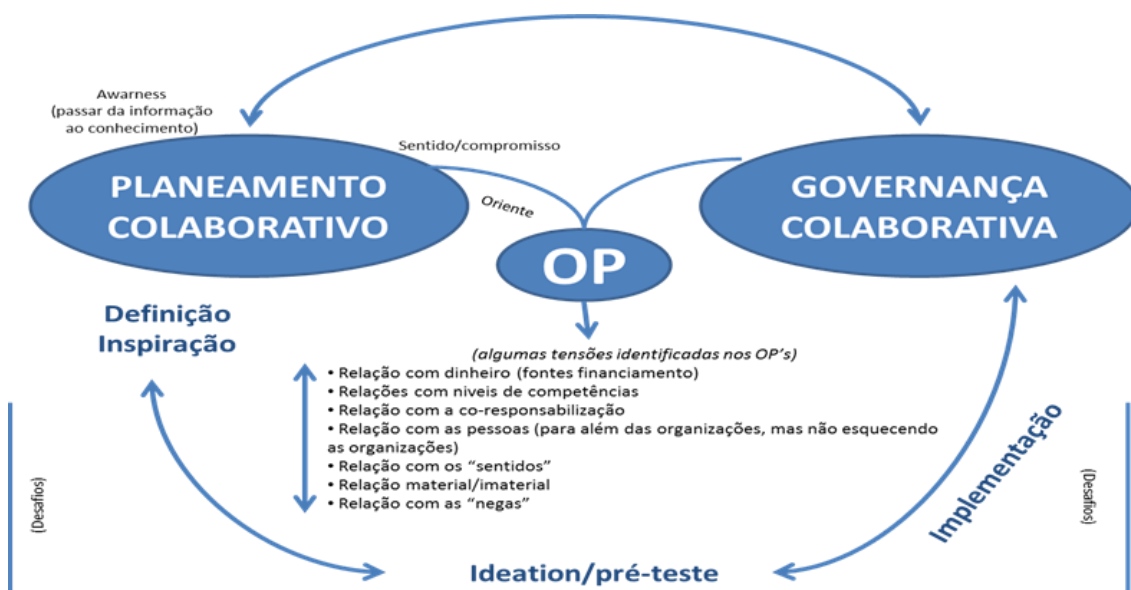 Awarness
(passar da informação
ao conhecimento)
Sentido/compromisso
PLANEAMENTO
COLABORATIVO
GOVERNANÇA
COLABORATIVA
Oriente
OP
Definição
Inspiração
(algumas tensões identificadas nos OP's)
• Relação com dinheiro (fontes financiamento)
• Relações com niveis de competências
• Relação com a co-responsabilização
• Relação com as pessoas (para além das organizações, mas não esquecendo
as organizações)
• Relação com os “sentidos”
• Relação material/imaterial
• Relação com as “negas”
Implementação
(Desafios)
(Desafios)
Ideation/pré-teste